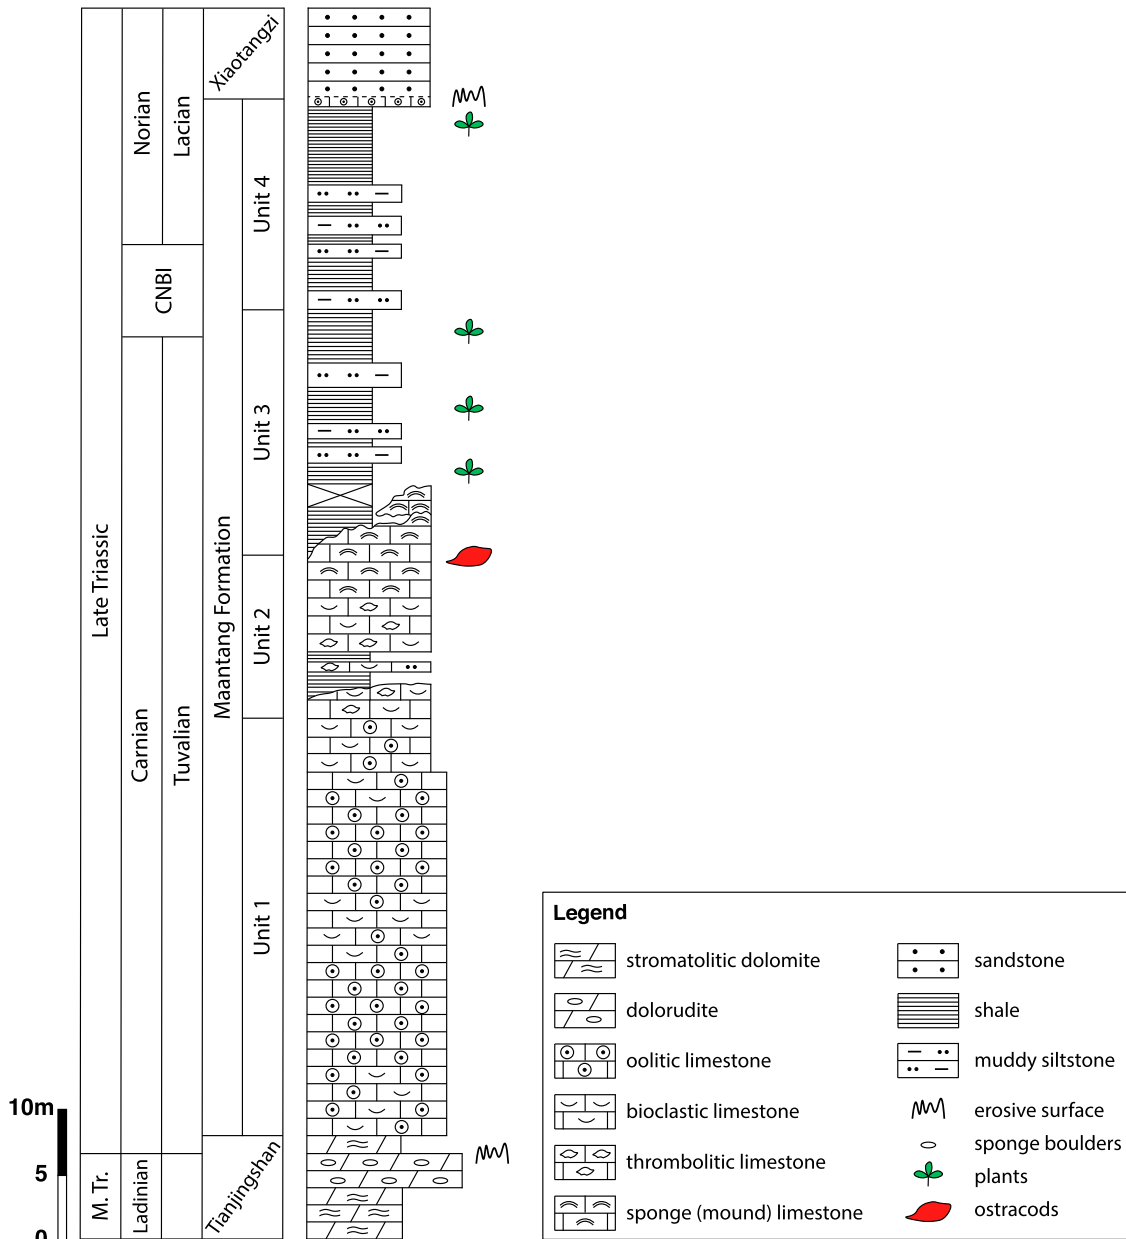 Xiaotangzi
Norian
Lacian
Unit 4
CNBI
Unit 3
Late Triassic
Maantang Formation
Unit 2
Carnian
Tuvalian
Unit 1
10m
5
0
M. Tr.
Ladinian
Tianjingshan
Legend
stromatolitic dolomite
dolorudite
oolitic limestone
bioclastic limestone
thrombolitic limestone
sponge (mound) limestone
sandstone
shale
muddy siltstone
erosive surface
sponge boulders
plants
ostracods